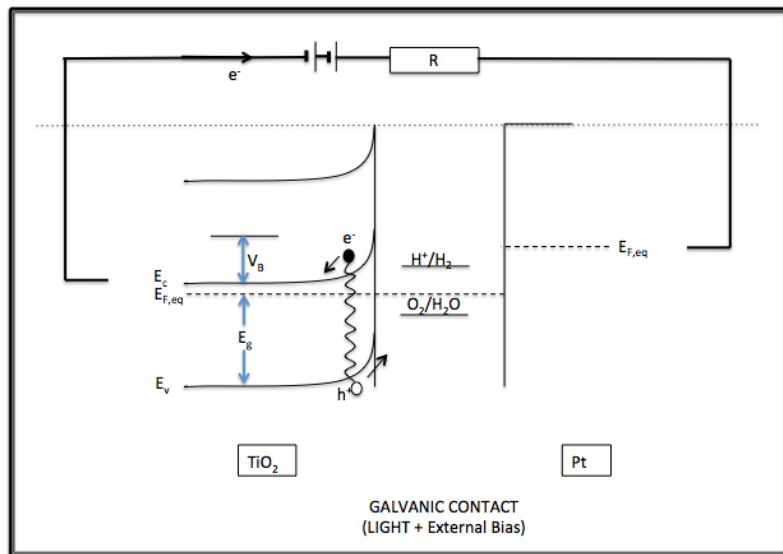 e⁻
R
e⁻
V_B
H⁺/H₂
E_F,eq
E_c
E_F,eq
O₂/H₂O
E_g
E_v
h⁺
TiO₂
Pt
GALVANIC CONTACT
(LIGHT + External Bias)